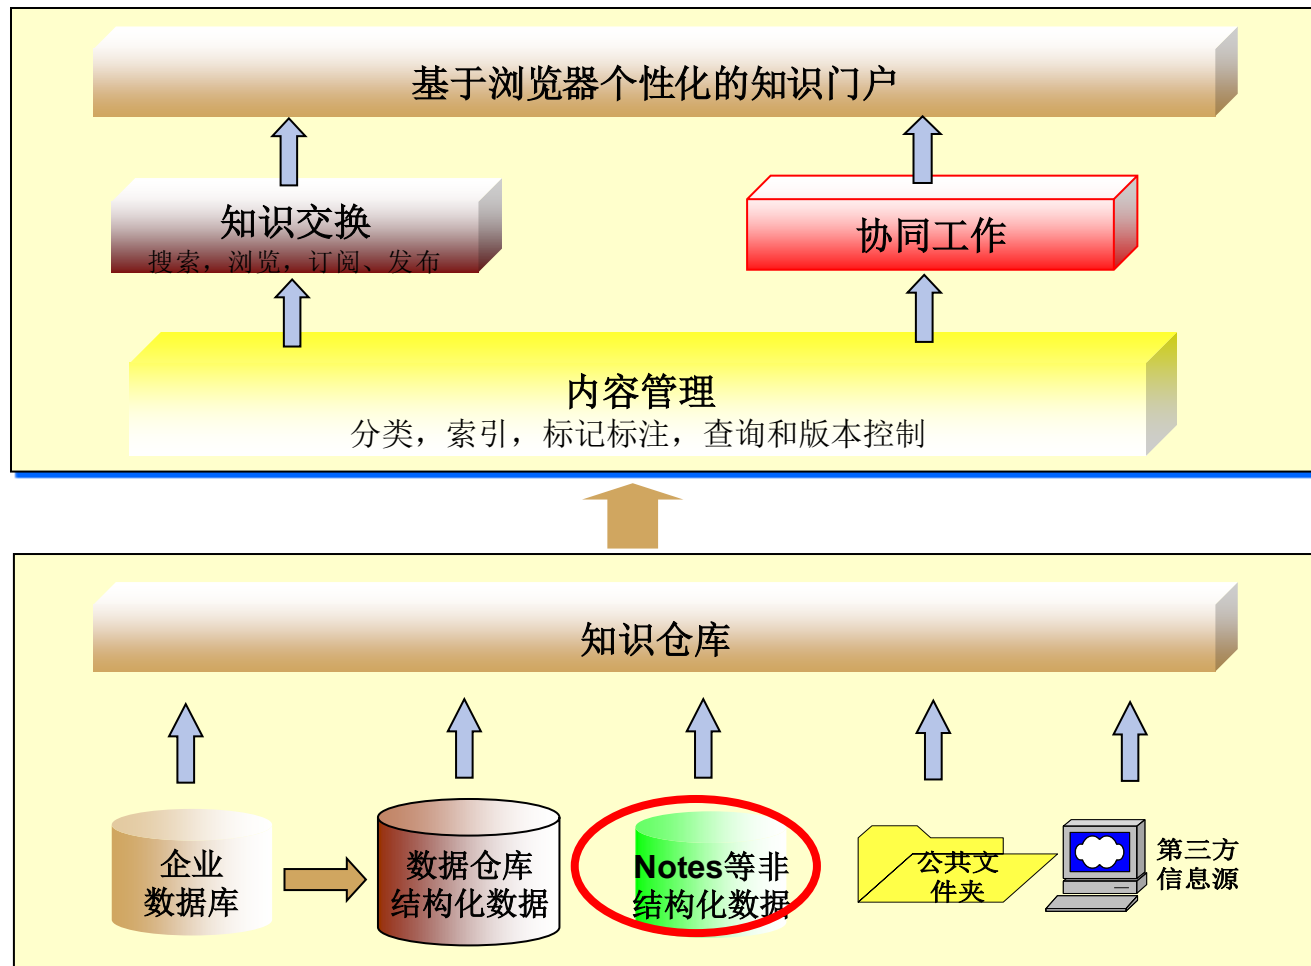 基于浏览器个性化的知识门户
知识交换
搜索，浏览，订阅、发布
协同工作
内容管理
分类，索引，标记标注，查询和版本控制
知识仓库
企业
数据库
数据仓库
结构化数据
Notes等非
结构化数据
公共文
件夹
第三方
信息源